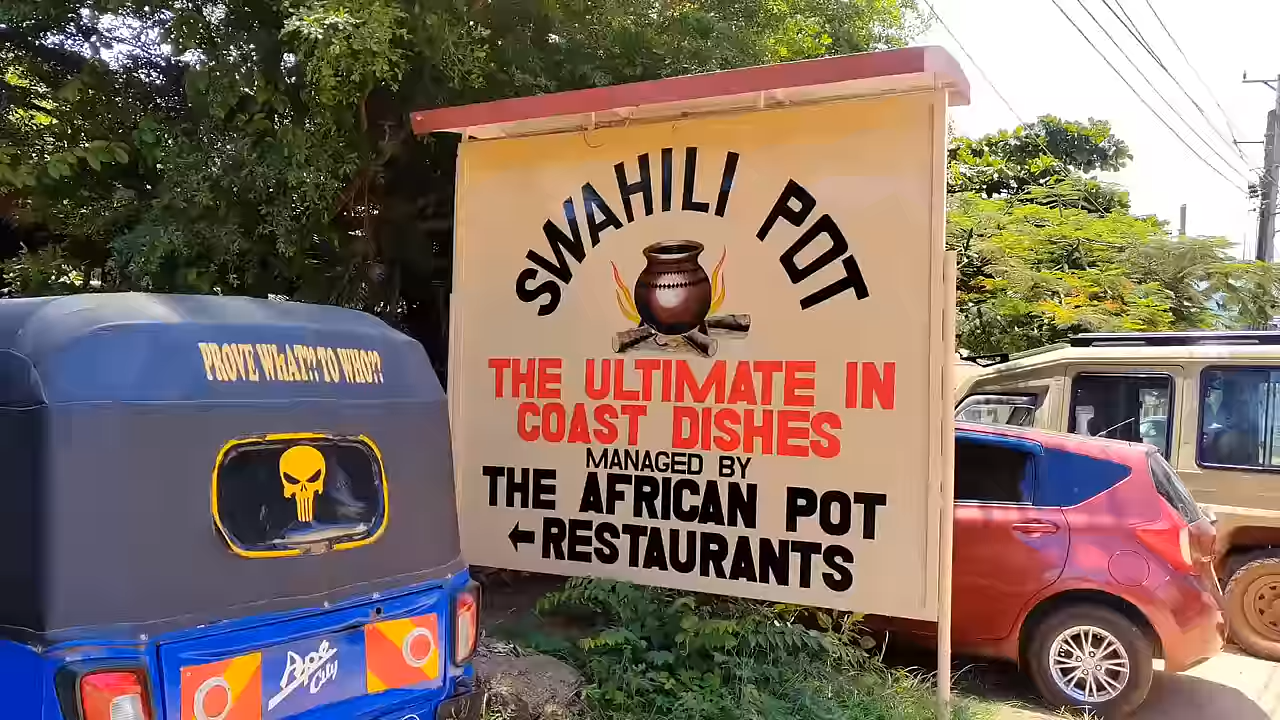 PROVE WhAT?? TO WHO??
Ape
City
SWAHILI POT
THE ULTIMATE IN
COAST DISHES
MANAGED BY
THE AFRICAN POT
←RESTAURANTS